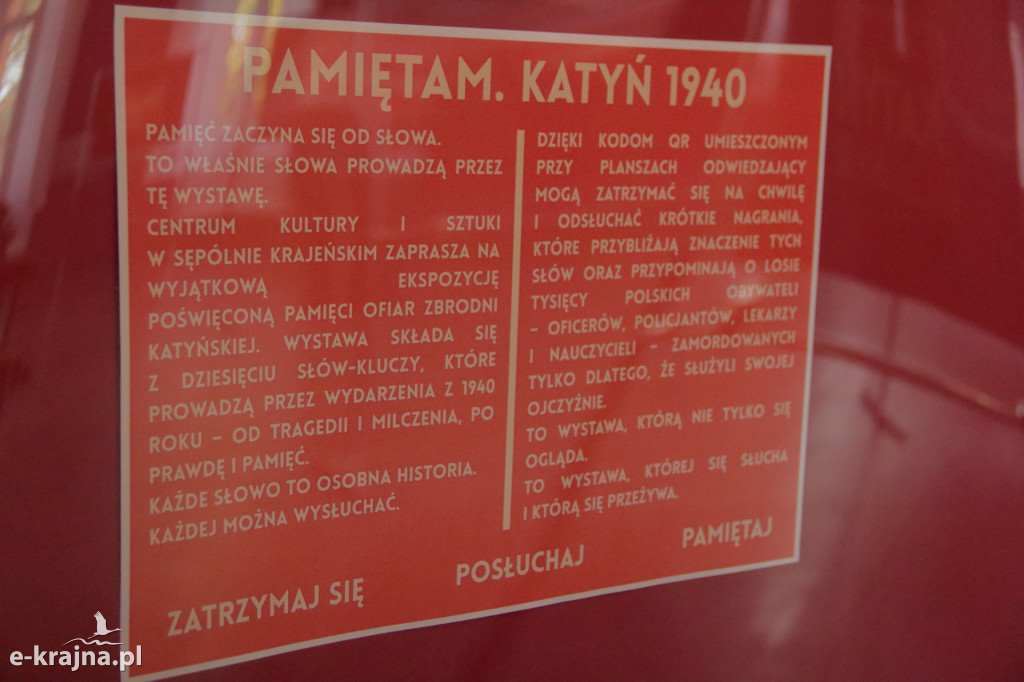 PAMIĘTAM. KATYŃ 1940
PAMIĘĆ ZACZYNA SIĘ OD SŁOWA.
TO WŁAŚNIE SŁOWA PROWADZĄ PRZEZ
TĘ WYSTAWĘ.
CENTRUM KULTURY I SZTUKI
W SĘPÓLNIE KRAJEŃSKIM ZAPRASZA NA
WYJĄTKOWĄ EKSPOZYCJĘ
POŚWIĘCONĄ PAMIĘCI OFIAR ZBRODNI
KATYŃSKIEJ. WYSTAWA SKŁADA SIĘ
Z DZIESIĘCIU SŁÓW-KLUCZY, KTÓRE
PROWADZĄ PRZEZ WYDARZENIA Z 1940
ROKU – OD TRAGEDII I MILCZENIA, PO
PRAWDĘ I PAMIĘĆ.
KAŻDE SŁOWO TO OSOBNA HISTORIA.
KAŻDEJ MOŻNA WYSŁUCHAĆ.
DZIĘKI KODOM QR UMIESZCZONYM
PRZY PLANSZACH ODWIEDZAJĄCY
MOGĄ ZATRZYMAĆ SIĘ NA CHWILĘ
I ODSŁUCHAĆ KRÓTKIE NAGRANIA,
KTÓRE PRZYBLIŻAJĄ ZNACZENIE TYCH
SŁÓW ORAZ PRZYPOMINAJĄ O LOSIE
TYSIĘCY POLSKICH OBYWATELI
– OFICERÓW, POLICJANTÓW, LEKARZY
I NAUCZYCIELI – ZAMORDOWANYCH
TYLKO DLATEGO, ŻE SŁUŻYLI SWOJEJ
OJCZYŹNIE.
TO WYSTAWA, KTÓRĄ NIE TYLKO SIĘ
OGLĄDA.
TO WYSTAWA, KTÓREJ SIĘ SŁUCHA
I KTÓRĄ SIĘ PRZEŻYWA.
ZATRZYMAJ SIĘ POSŁUCHAJ PAMIĘTAJ
e-krajna.pl